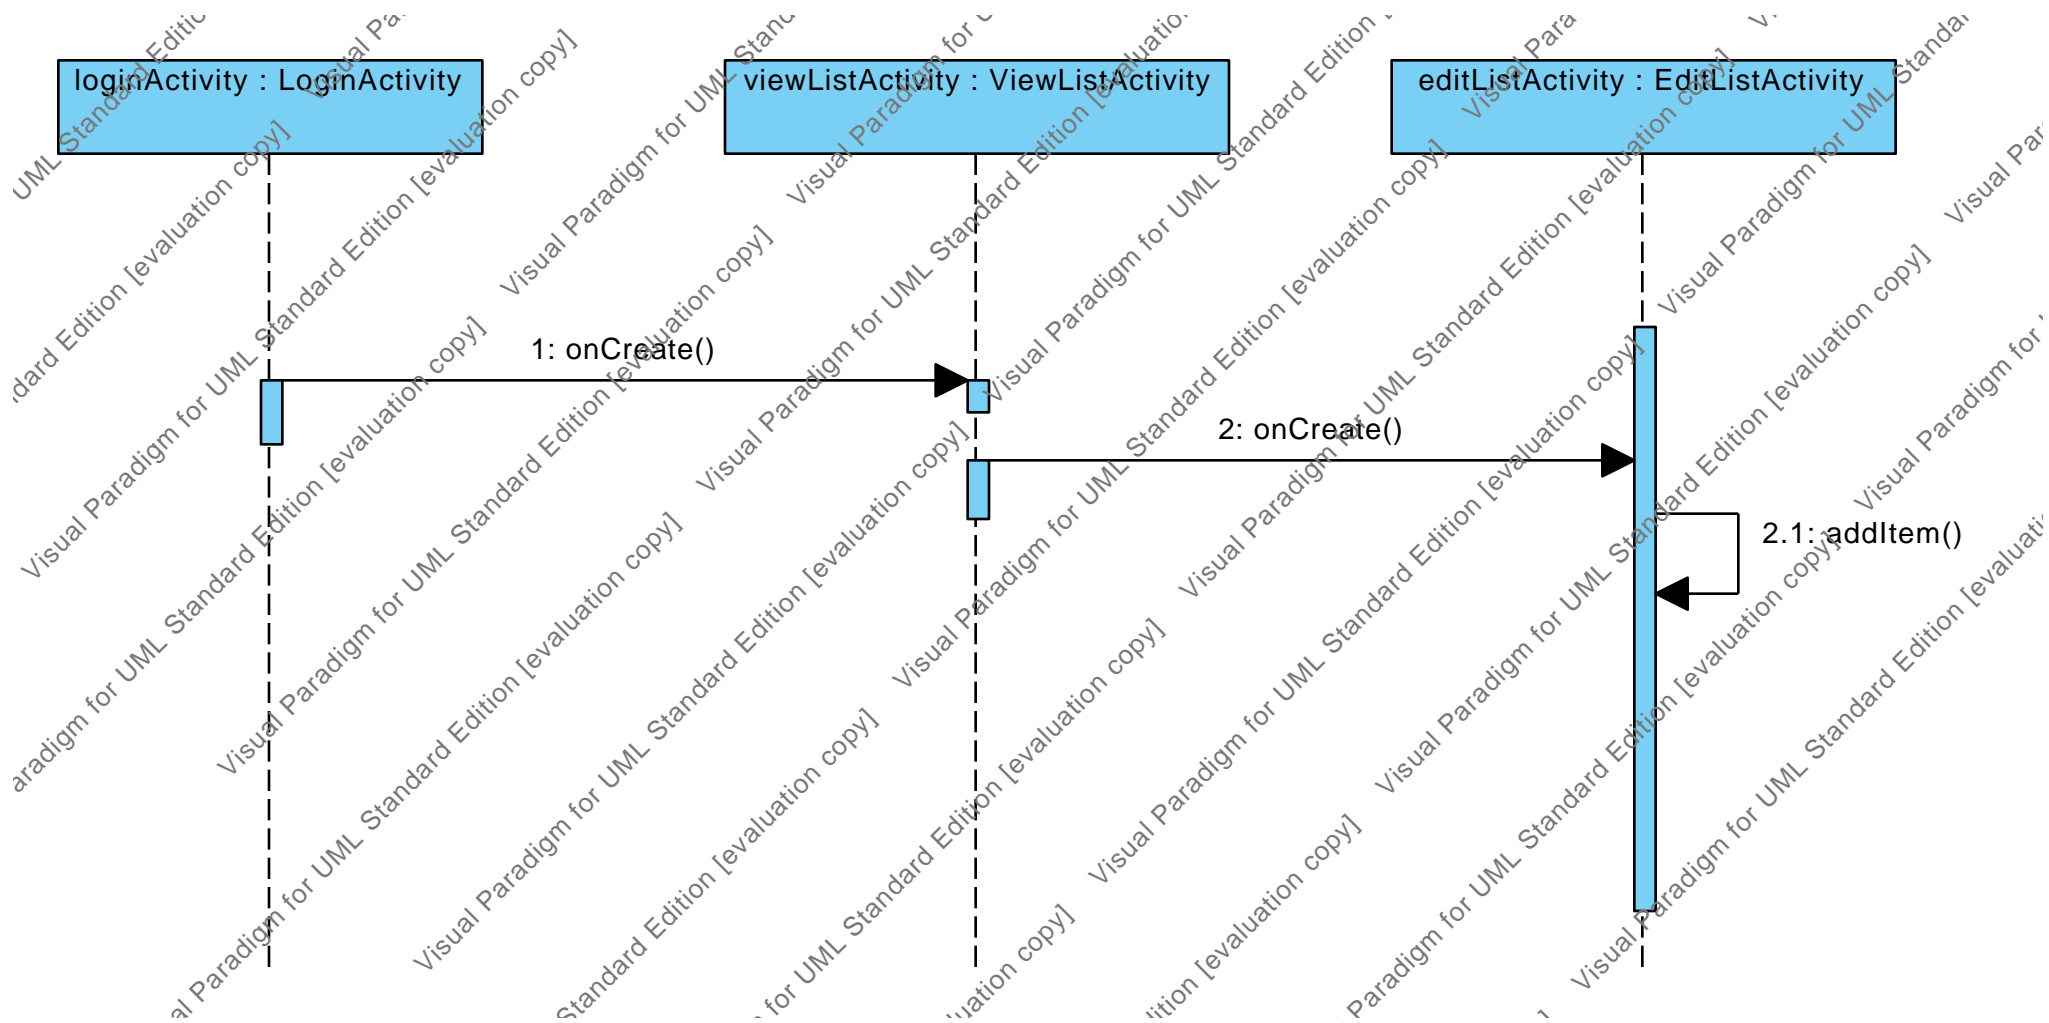 loginActivity : LoginActivity
viewListActivity : ViewListActivity
editListActivity : EditListActivity
1: onCreate()
2: onCreate()
2.1: addItem()
Visual Paradigm for UML Standard Edition [evaluation copy]